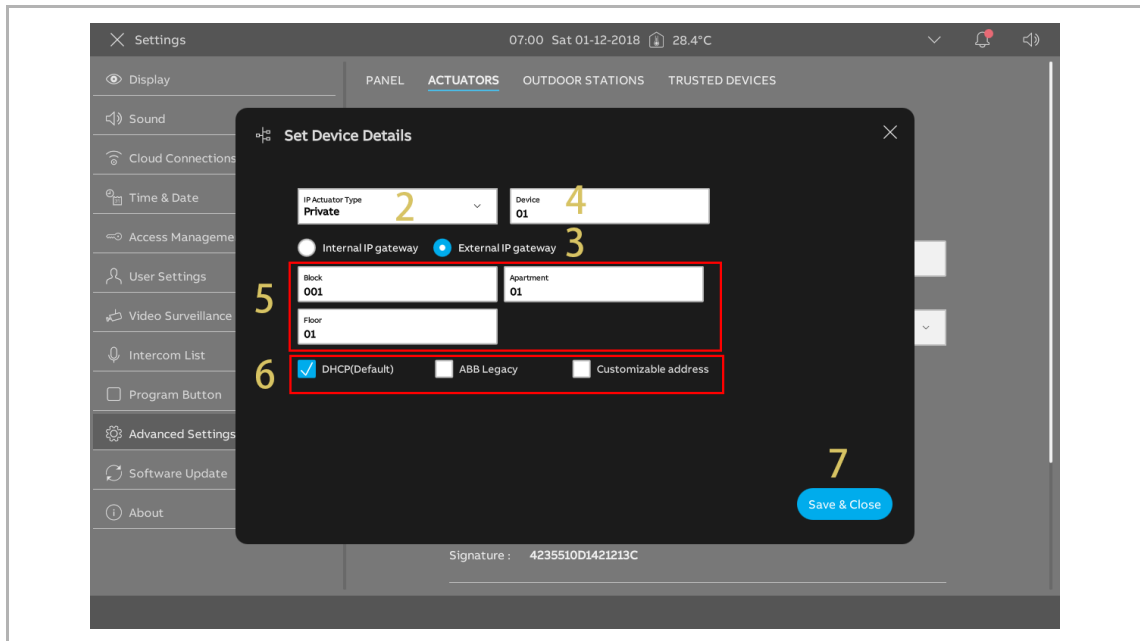 Settings
07:00 Sat 01-12-2018 28.4°C
Display
PANEL ACTUATORS OUTDOOR STATIONS TRUSTED DEVICES
Sound
Set Device Details
Cloud Connections
Time & Date
IP Actuator Type
Private
2
Device
01
4
Access Manageme
Internal IP gateway
External IP gateway
3
User Settings
5
Block
001
Apartment
01
Video Surveillance
Floor
01
Intercom List
6
DHCP(Default)
ABB Legacy
Customizable address
Program Button
Advanced Settings
7
Software Update
Save & Close
About
Signature : 4235510D1421213C